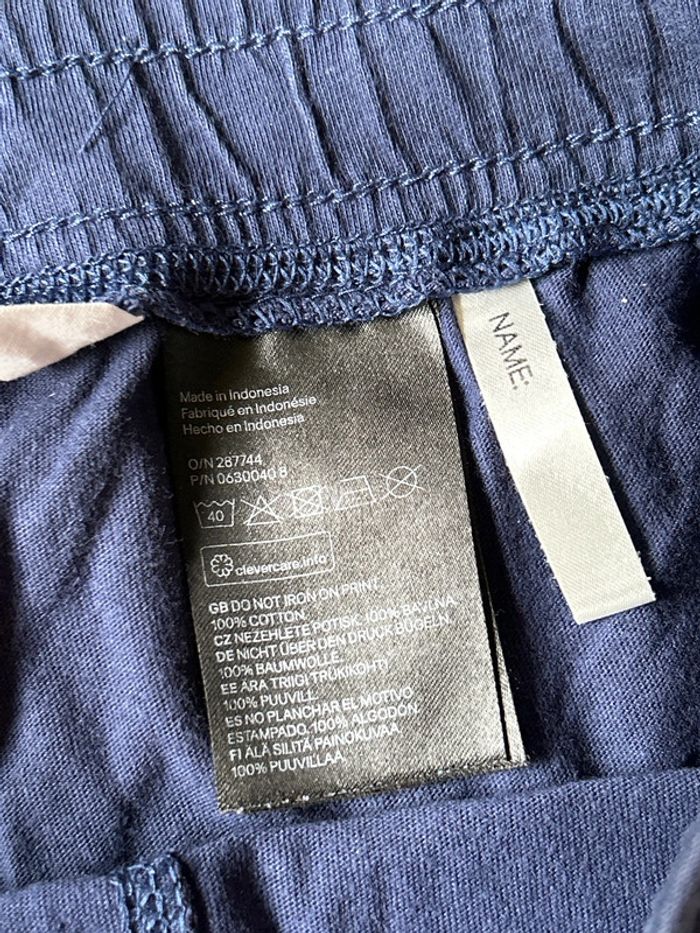 Made in Indonesia
Fabriqué en Indonésie
Hecho en Indonesia
O/N 287744,
P/N 0630040 8
40
clevercare.info
GB DO NOT IRON ON PRINT.
100% COTTON.
CZ NEZEHLETE POTISK. 100% BAVLNA.
DE NICHT ÜBER DEN DRUCK BÜGELN.
100% BAUMWOLLE.
EE ÄRA TRIIGI TRÜKIKOHTI
100% PUUVILL.
ES NO PLANCHAR EL MOTIVO
ESTAMPADO. 100% ALGODÓN.
FI ÄLÄ SILITÄ PAINOKUVAA.
100% PUUVILLAA.
NAME: